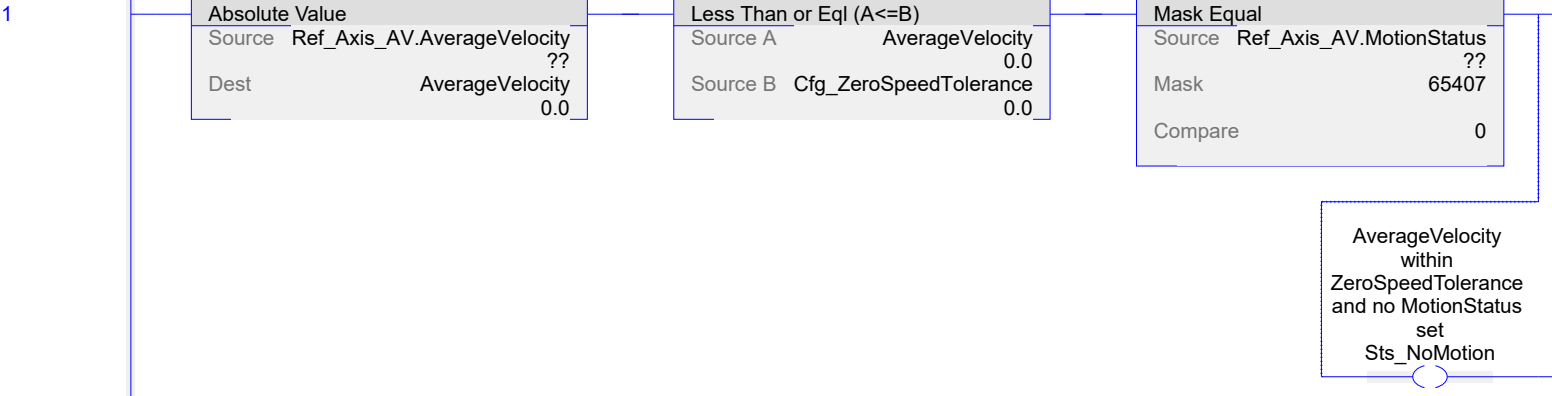 1
Absolute Value
Source Ref_Axis_AV.AverageVelocity
??
Dest AverageVelocity
0.0
Less Than or Eql (A<=B)
Source A AverageVelocity
0.0
Source B Cfg_ZeroSpeedTolerance
0.0
Mask Equal
Source Ref_Axis_AV.MotionStatus
??
Mask 65407
Compare 0
AverageVelocity
within
ZeroSpeedTolerance
and no MotionStatus
set
Sts_NoMotion